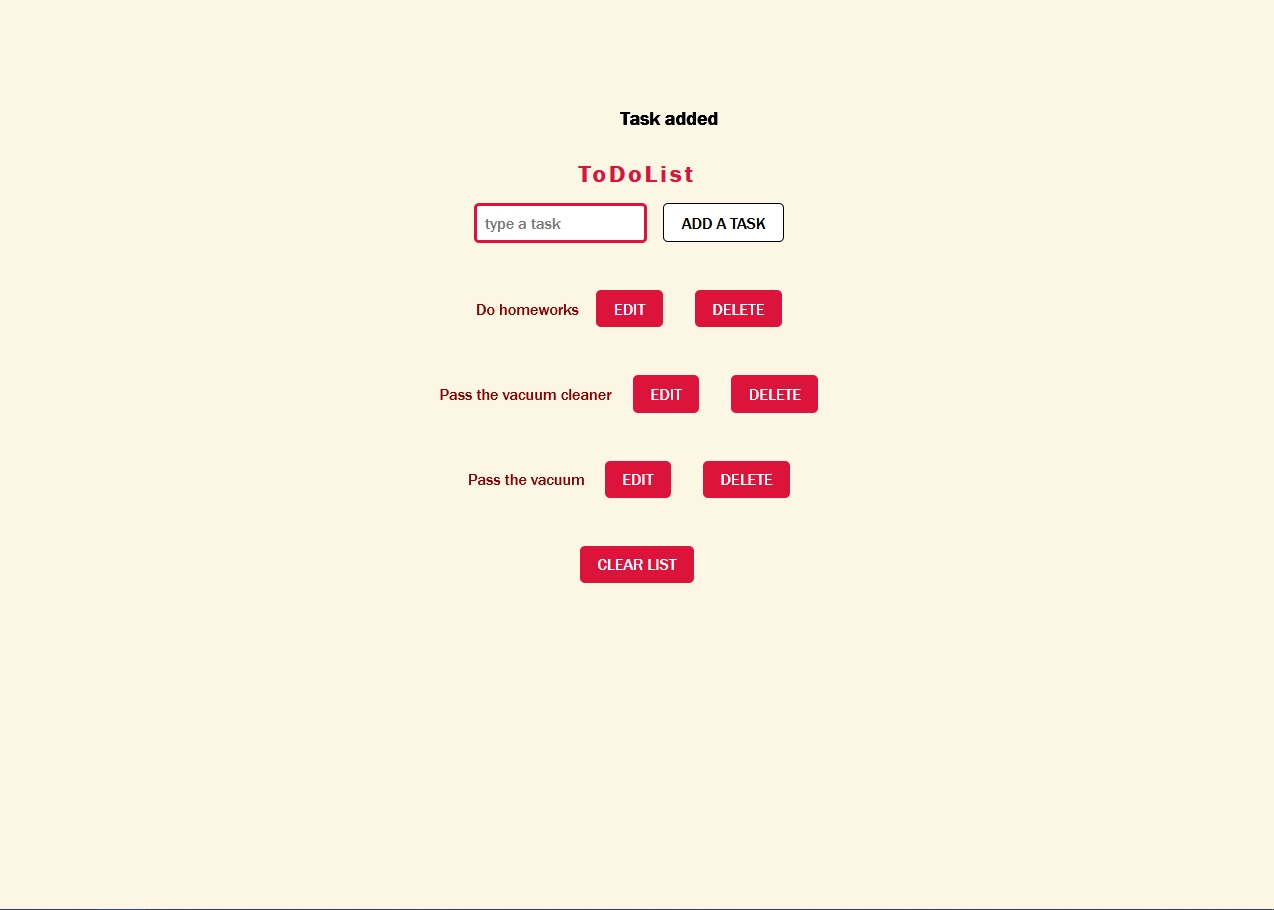 Task added
ToDoList
type a task ADD A TASK
Do homeworks EDIT DELETE
Pass the vacuum cleaner EDIT DELETE
Pass the vacuum EDIT DELETE
CLEAR LIST